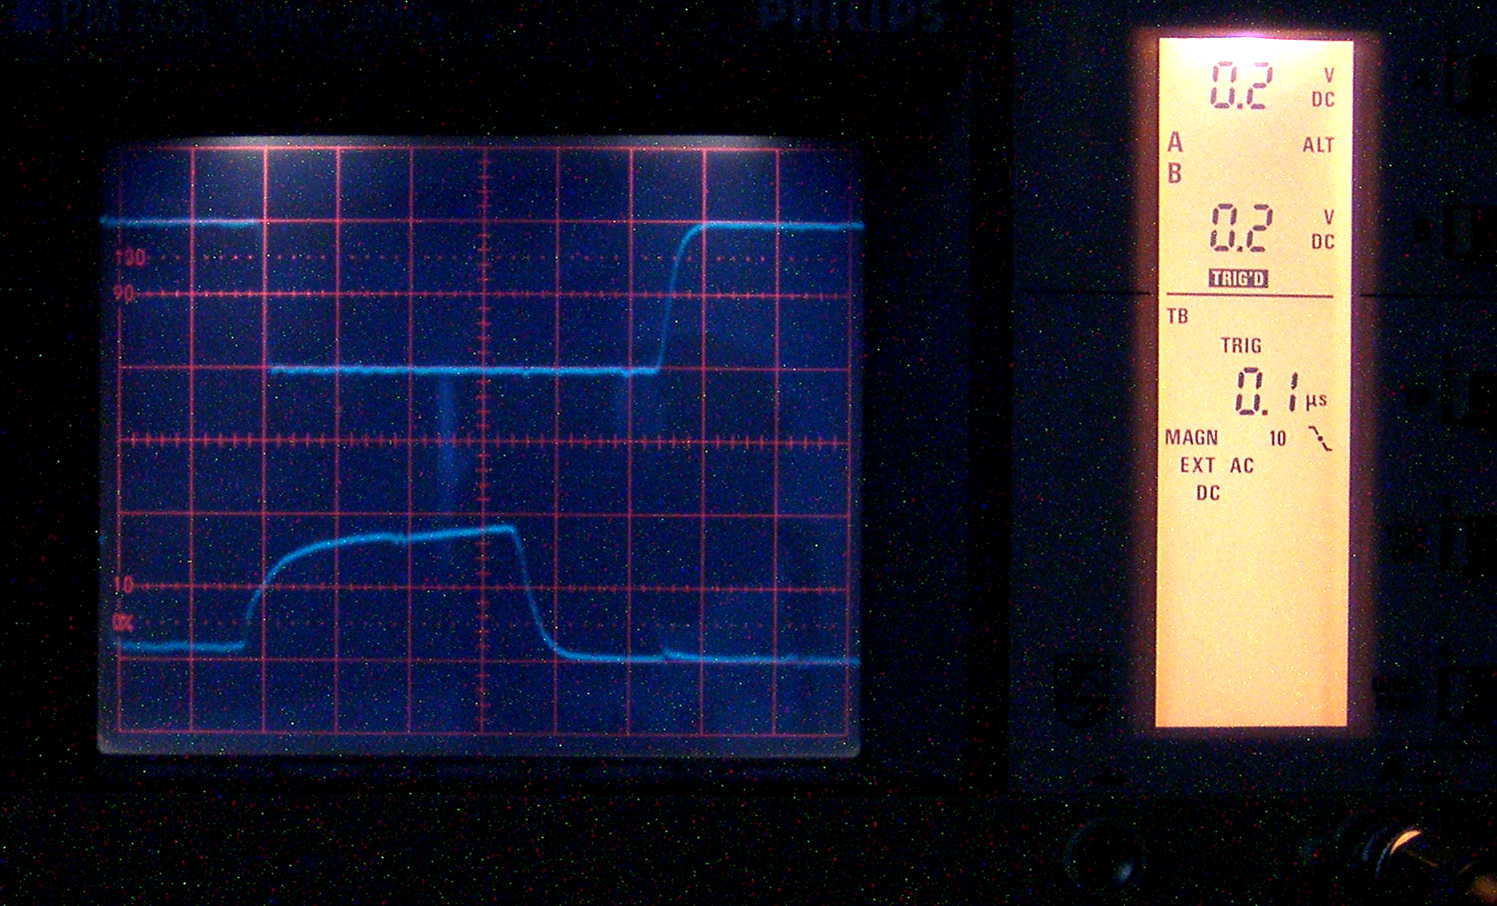 PHILIPS
100
90
10
0%
0.2 V
DC
A ALT
B
0.2 V
DC
TRIG'D
TB
TRIG
0.1 µs
MAGN 10
EXT AC
DC